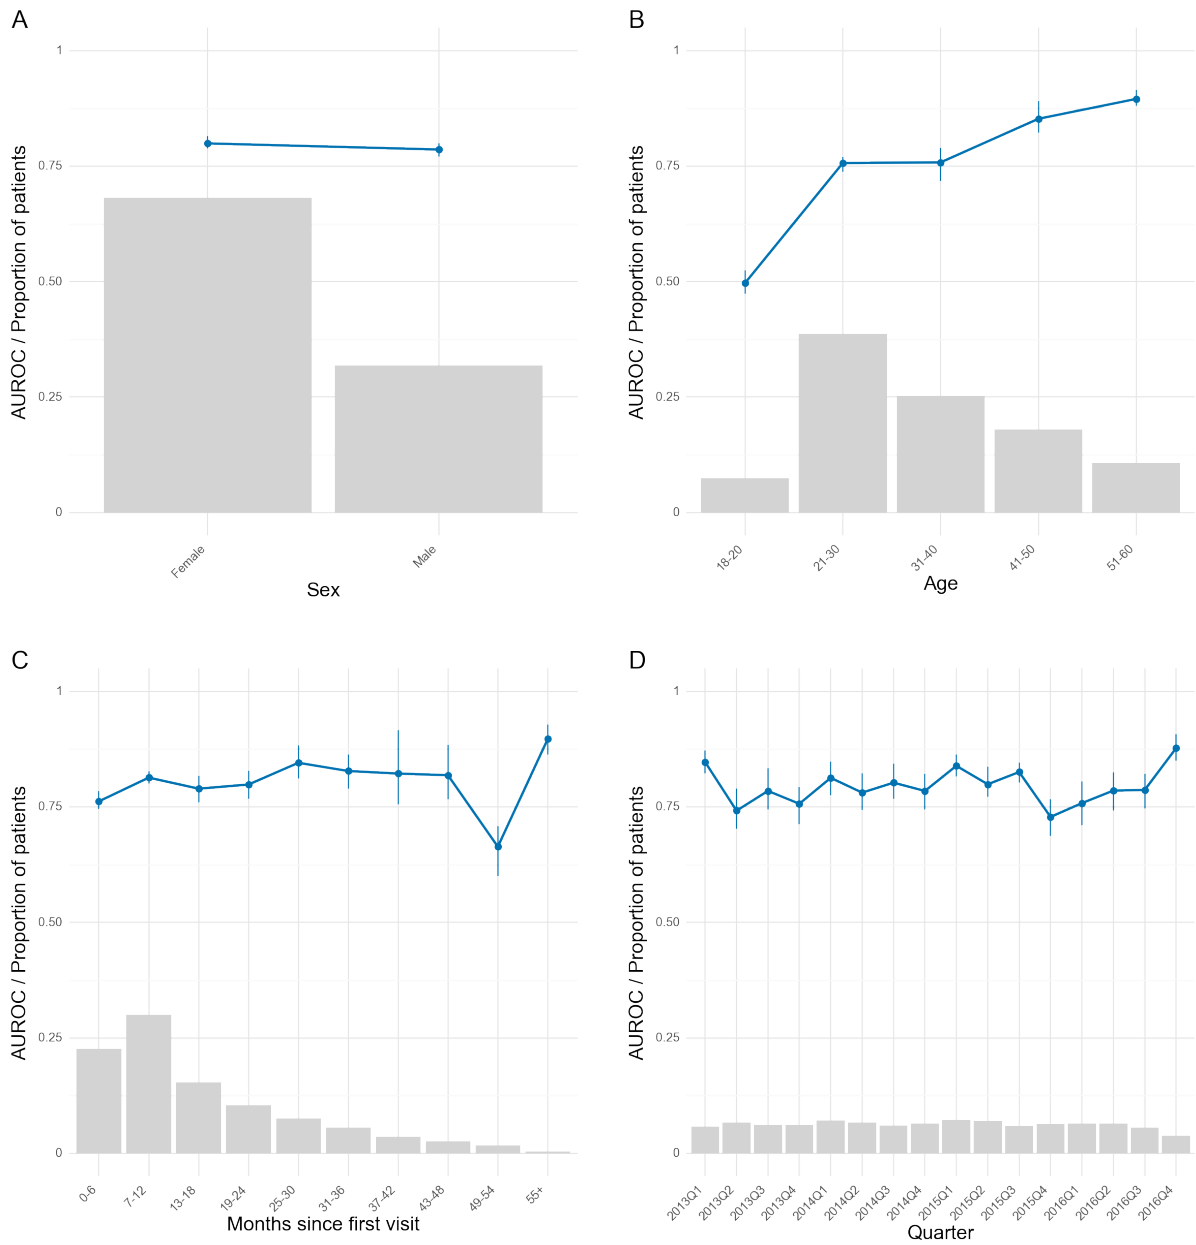 A
AUROC / Proportion of patients
1
0.75
0.50
0.25
0
Female
Male
Sex
B
AUROC / Proportion of patients
1
0.75
0.50
0.25
0
18-20
21-30
31-40
41-50
51-60
Age
C
AUROC / Proportion of patients
1
0.75
0.50
0.25
0
0-6
7-12
13-18
19-24
25-30
31-36
37-42
43-48
49-54
55+
Months since first visit
D
AUROC / Proportion of patients
1
0.75
0.50
0.25
0
2013Q1
2013Q2
2013Q3
2013Q4
2014Q1
2014Q2
2014Q3
2014Q4
2015Q1
2015Q2
2015Q3
2015Q4
2016Q1
2016Q2
2016Q3
2016Q4
Quarter